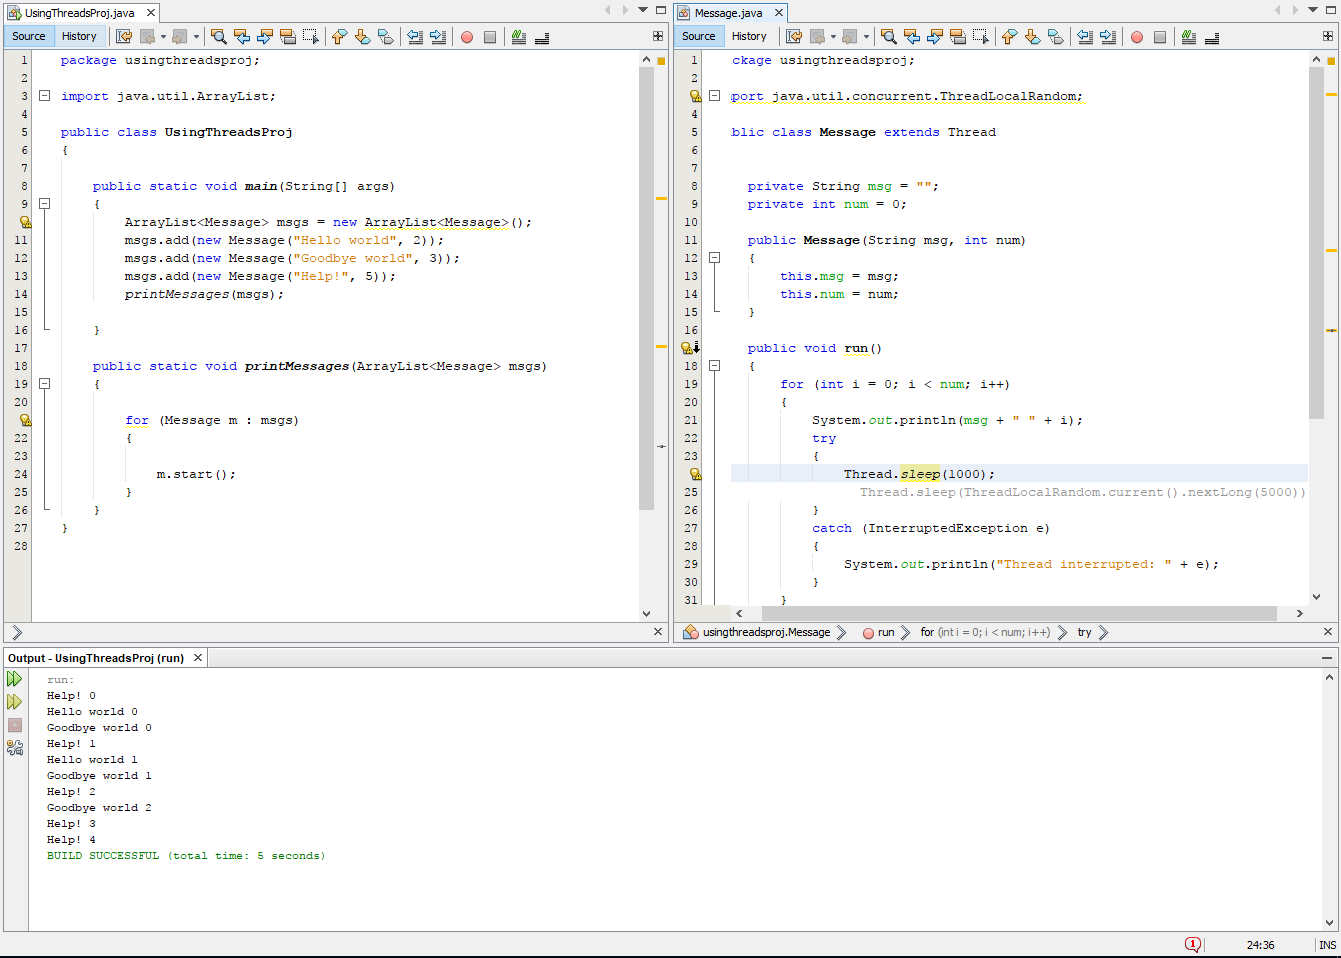 UsingThreadsProj.java
Source History
1 package usingthreadsproj;
2
3 import java.util.ArrayList;
4
5 public class UsingThreadsProj
6 {
7
8 public static void main(String[] args)
9 {
ArrayList<Message> msgs = new ArrayList<Message>();
11 msgs.add(new Message("Hello world", 2));
12 msgs.add(new Message("Goodbye world", 3));
13 msgs.add(new Message("Help!", 5));
14 printMessages(msgs);
15
16 }
17
18 public static void printMessages(ArrayList<Message> msgs)
19 {
20
for (Message m : msgs)
22 {
23
24 m.start();
25 }
26 }
27 }
28
Message.java
Source History
1 ckage usingthreadsproj;
2
port java.util.concurrent.ThreadLocalRandom;
4
5 blic class Message extends Thread
6
7
8 private String msg = "";
9 private int num = 0;
10
11 public Message(String msg, int num)
12 {
13 this.msg = msg;
14 this.num = num;
15 }
16
public void run()
18 {
19 for (int i = 0; i < num; i++)
20 {
21 System.out.println(msg + " " + i);
22 try
23 {
Thread.sleep(1000);
25 Thread.sleep(ThreadLocalRandom.current().nextLong(5000))
26 }
27 catch (InterruptedException e)
28 {
29 System.out.println("Thread interrupted: " + e);
30 }
31 }
usingthreadsproj.Message run for (int i = 0; i < num; i++) try
Output - UsingThreadsProj (run)
run:
Help! 0
Hello world 0
Goodbye world 0
Help! 1
Hello world 1
Goodbye world 1
Help! 2
Goodbye world 2
Help! 3
Help! 4
BUILD SUCCESSFUL (total time: 5 seconds)
1 24:36 INS